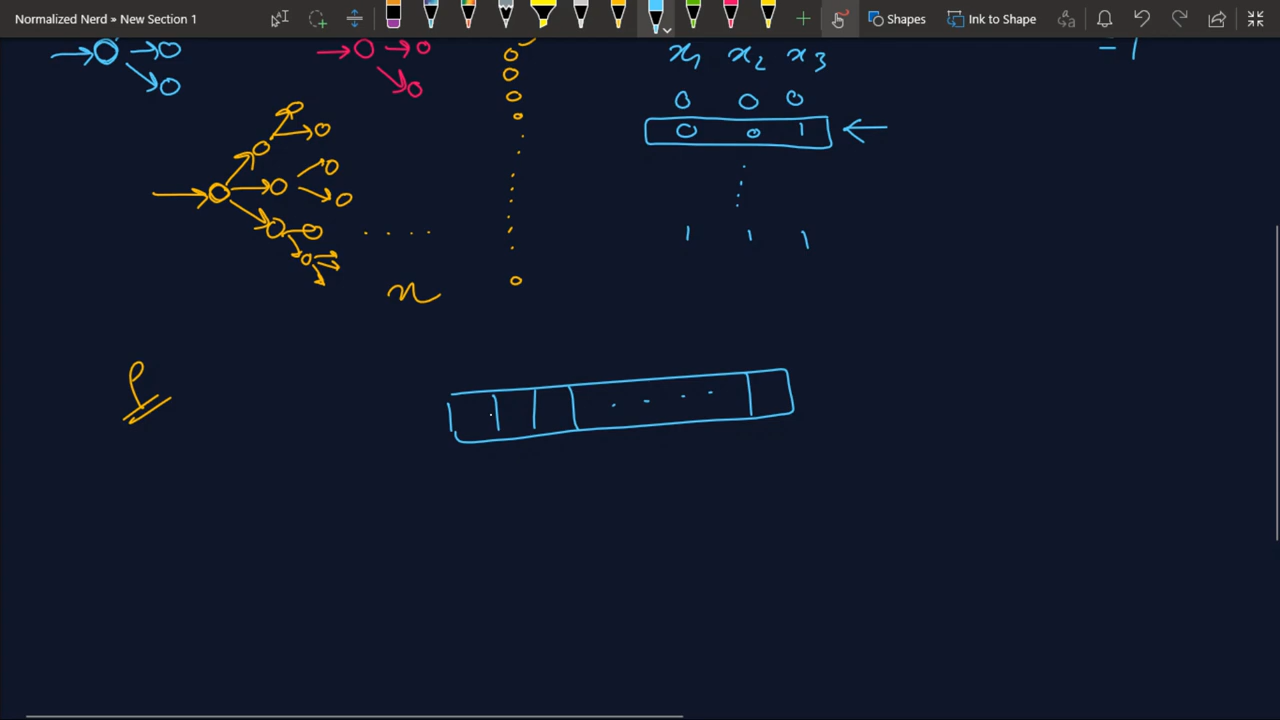 Normalized Nerd » New Section 1
Shapes
Ink to Shape
x1 x2 x3
0 0 0
0 0 1
1 1 1
n
P